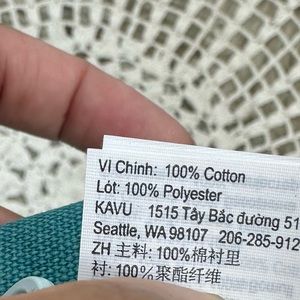 VI Chính: 100% Cotton
Lót: 100% Polyester
KAVU 1515 Tây Bắc đường 51
Seattle, WA 98107 206-285-912
ZH 主料: 100%棉衬里
衬: 100%聚酯纤维